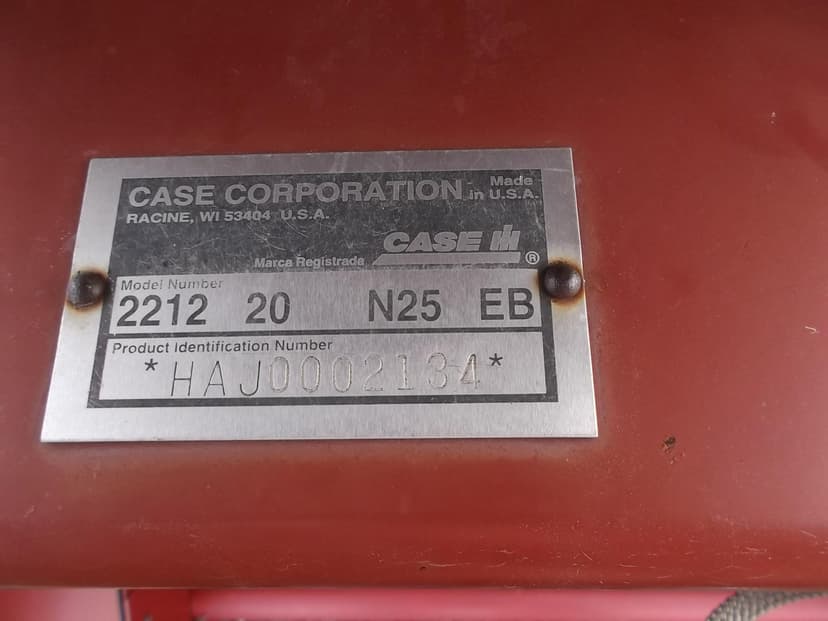 CASE CORPORATION
Made in U.S.A.
RACINE, WI 53404 U.S.A.
CASE IH
Marca Registrada ®
Model Number
2212 20 N25 EB
Product Identification Number
*HAJ0002134*